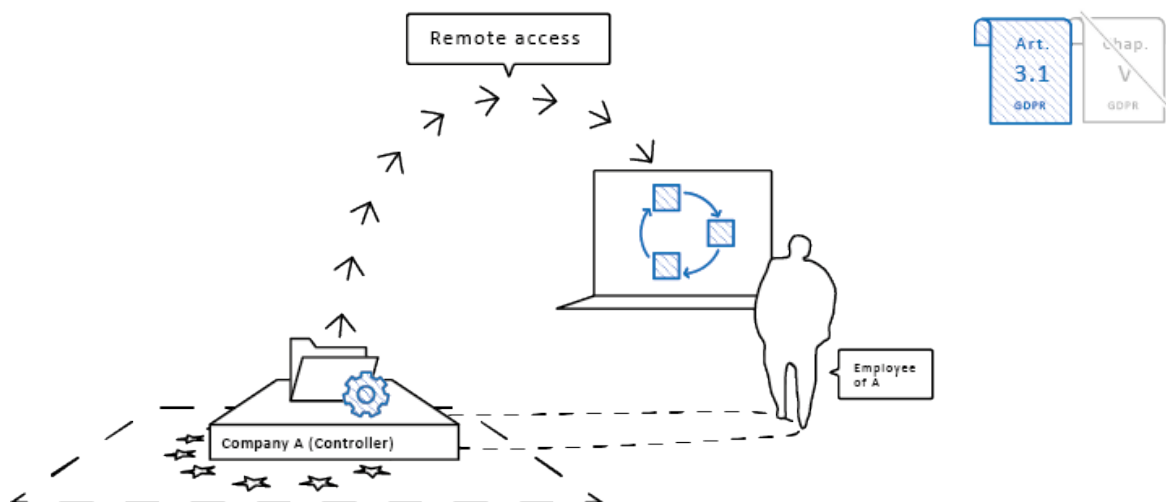 Remote access
Art.
3.1
GDPR
Chap.
V
GDPR
Employee
of A
Company A (Controller)